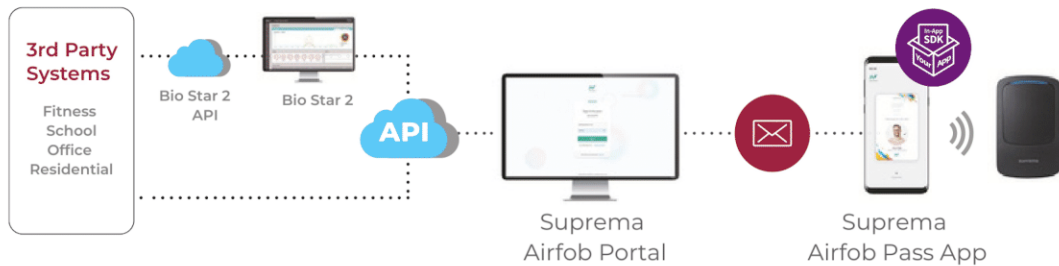 3rd Party
Systems
Fitness
School
Office
Residential
Bio Star 2
API
Bio Star 2
API
Suprema
Airfob Portal
In-App
SDK
Your
App
Suprema
Airfob Pass App